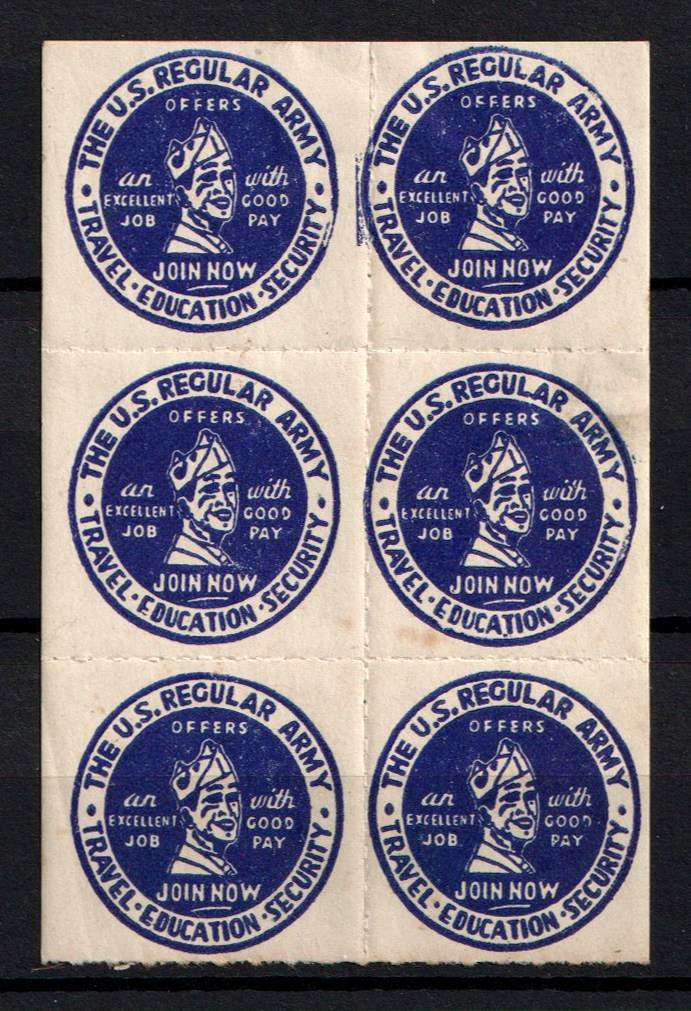 THE U.S. REGULAR ARMY
OFFERS
an with
EXCELLENT GOOD
JOB PAY
JOIN NOW
· TRAVEL · EDUCATION · SECURITY ·
THE U.S. REGULAR ARMY
OFFERS
an with
EXCELLENT GOOD
JOB PAY
JOIN NOW
· TRAVEL · EDUCATION · SECURITY ·
THE U.S. REGULAR ARMY
OFFERS
an with
EXCELLENT GOOD
JOB PAY
JOIN NOW
· TRAVEL · EDUCATION · SECURITY ·
THE U.S. REGULAR ARMY
OFFERS
an with
EXCELLENT GOOD
JOB PAY
JOIN NOW
· TRAVEL · EDUCATION · SECURITY ·
THE U.S. REGULAR ARMY
OFFERS
an with
EXCELLENT GOOD
JOB PAY
JOIN NOW
· TRAVEL · EDUCATION · SECURITY ·
THE U.S. REGULAR ARMY
OFFERS
an with
EXCELLENT GOOD
JOB PAY
JOIN NOW
· TRAVEL · EDUCATION · SECURITY ·